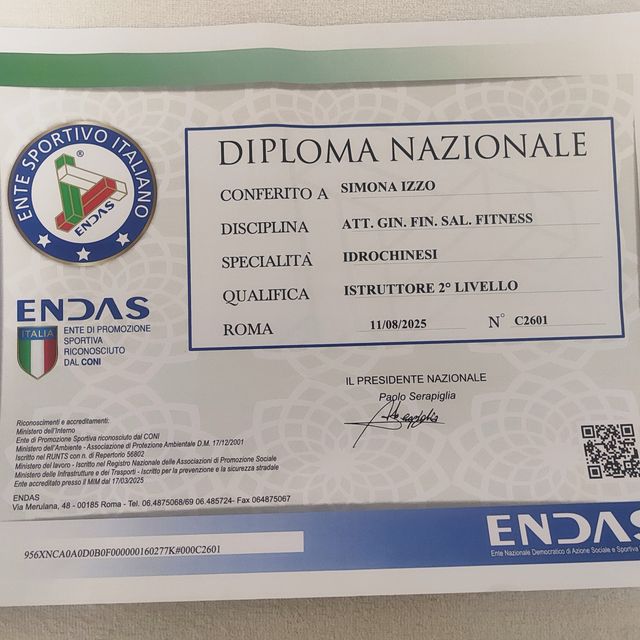 ENTE SPORTIVO ITALIANO
ENDAS
®
ENDAS
ITALIA
ENTE DI PROMOZIONE
SPORTIVA
RICONOSCIUTO
DAL CONI
DIPLOMA NAZIONALE
CONFERITO A SIMONA IZZO
DISCIPLINA ATT. GIN. FIN. SAL. FITNESS
SPECIALITÀ IDROCHINESI
QUALIFICA ISTRUTTORE 2° LIVELLO
ROMA 11/08/2025 N° C2601
IL PRESIDENTE NAZIONALE
Paolo Serapiglia
Riconoscimenti e accreditamenti:
Ministero dell'Interno
Ente di Promozione Sportiva riconosciuto dal CONI
Ministero dell'Ambiente - Associazione di Protezione Ambientale D.M. 17/12/2001
Iscritto nel RUNTS con n. di Repertorio 56802
Ministero del lavoro - Iscritto nel Registro Nazionale delle Associazioni di Promozione Sociale
Ministero delle Infrastrutture e dei Trasporti - Iscritto per la prevenzione e la sicurezza stradale
Ente accreditato presso il MIM dal 17/03/2025
ENDAS
Via Merulana, 48 - 00185 Roma - Tel. 06.4875068/69 06.485724- Fax 064875067
956XNCA0A0D0B0F000000160277K#000C2601
ENDAS
Ente Nazionale Democratico di Azione Sociale e Sportiva